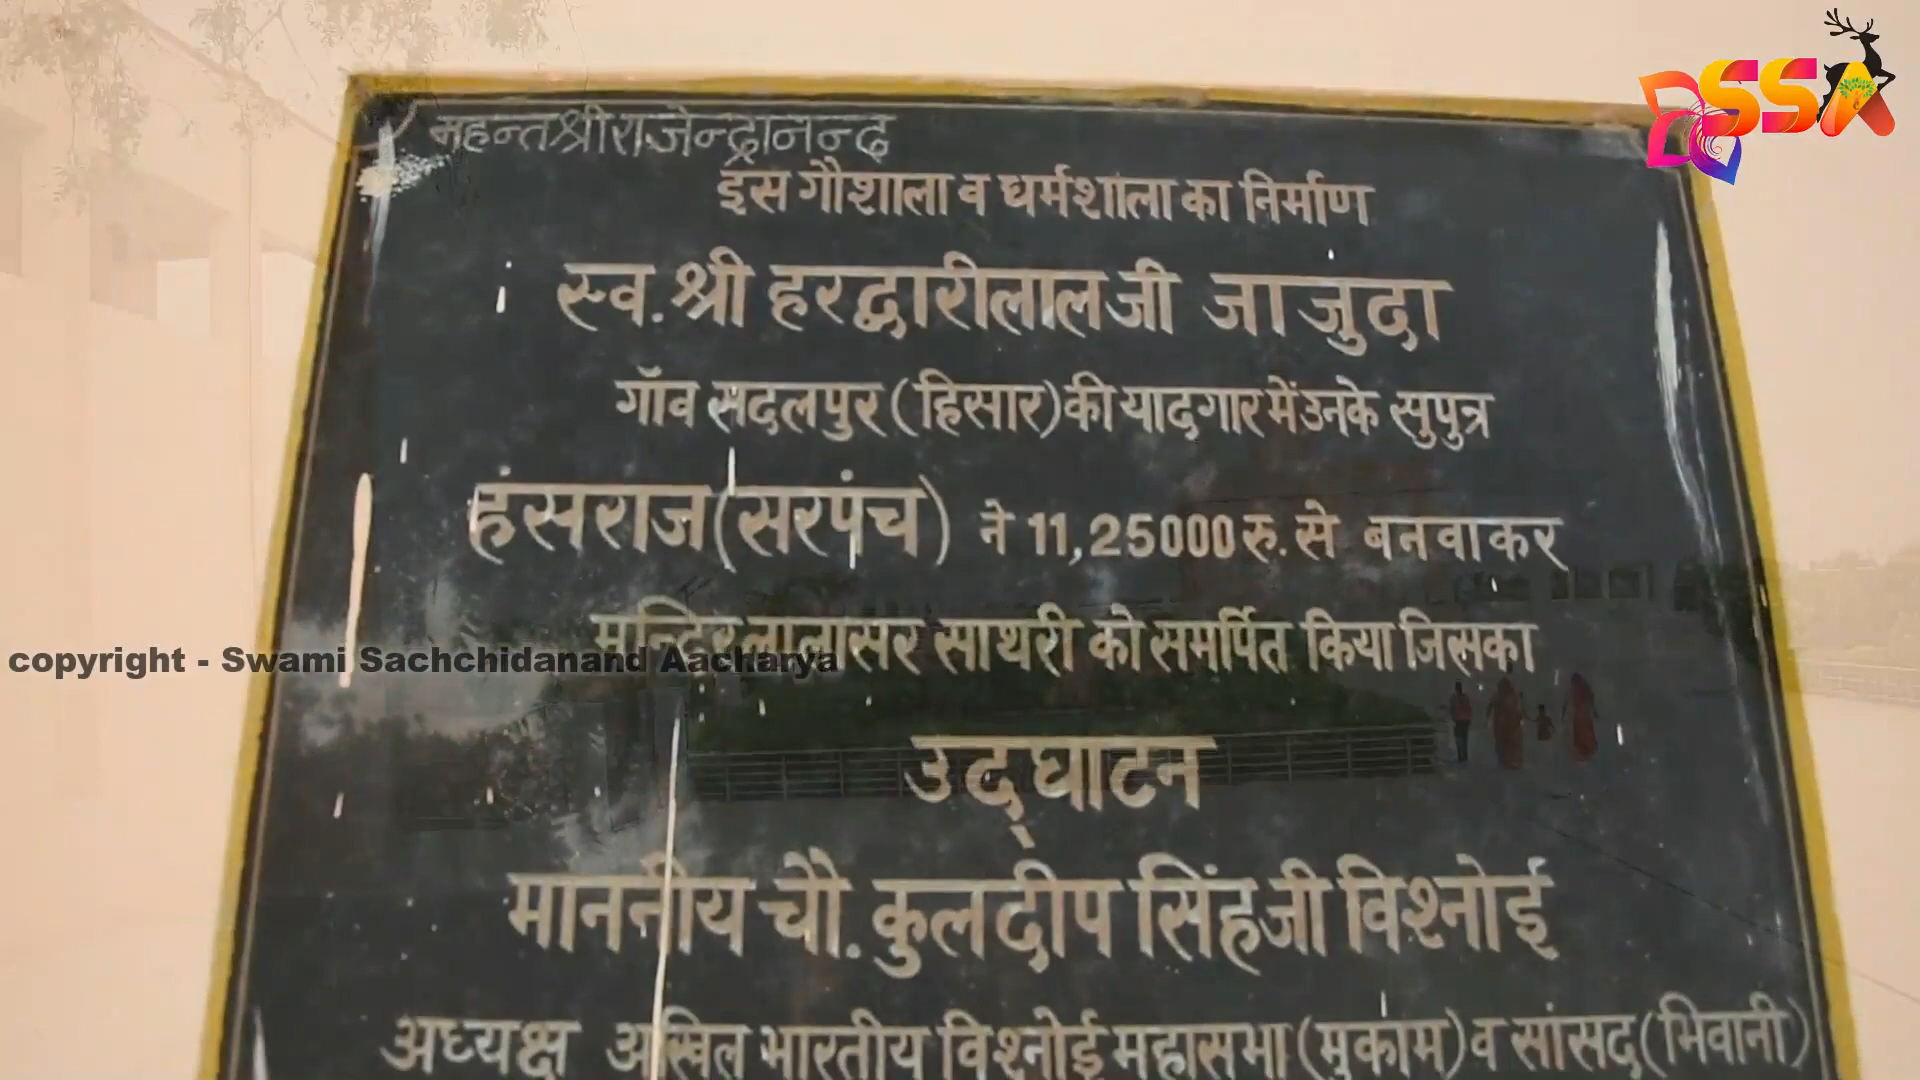 SSA
महन्त श्री राजेन्द्रानन्द
इस गौशाला व धर्मशाला का निर्माण
स्व. श्री हरद्वारीलालजी जाजुदा
गाँव सदलपुर (हिसार) की यादगार में उनके सुपुत्र
हंसराज (सरपंच) ने 11,25000 रु. से बनवाकर
मन्दिर लालासर साथरी को समर्पित किया जिसका
copyright - Swami Sachchidanand Aacharya
उद्घाटन
माननीय चौ. कुलदीप सिंहजी विश्नोई
अध्यक्ष अखिल भारतीय विश्नोई महासभा (मुकाम) व सांसद (भिवानी)